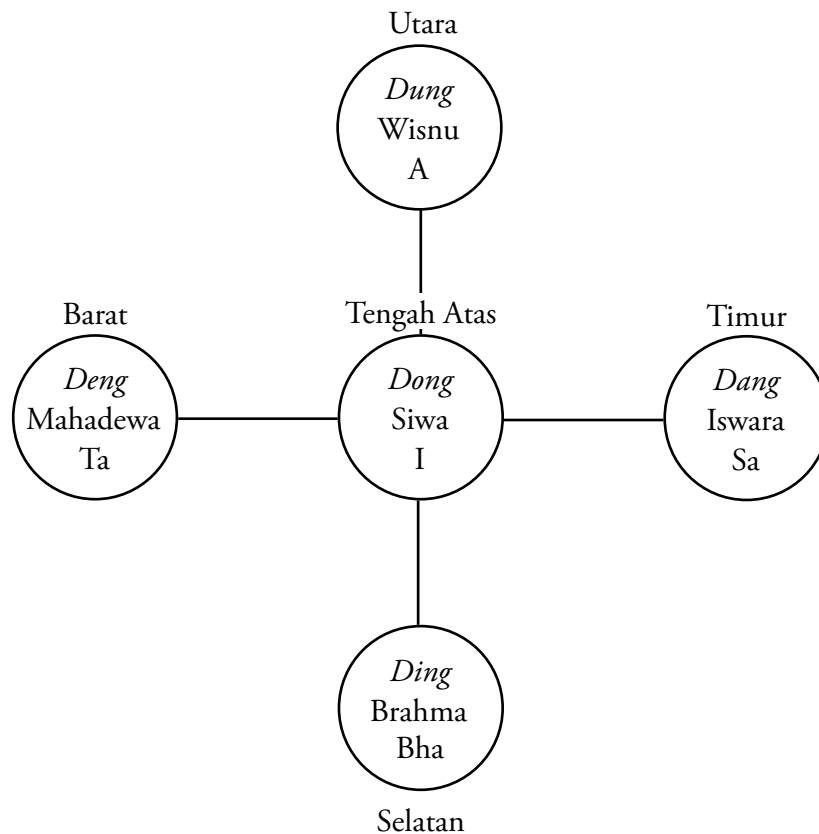 Utara
Dung
Wisnu
A
Barat
Deng
Mahadewa
Ta
Tengah Atas
Dong
Siwa
I
Timur
Dang
Iswara
Sa
Ding
Brahma
Bha
Selatan